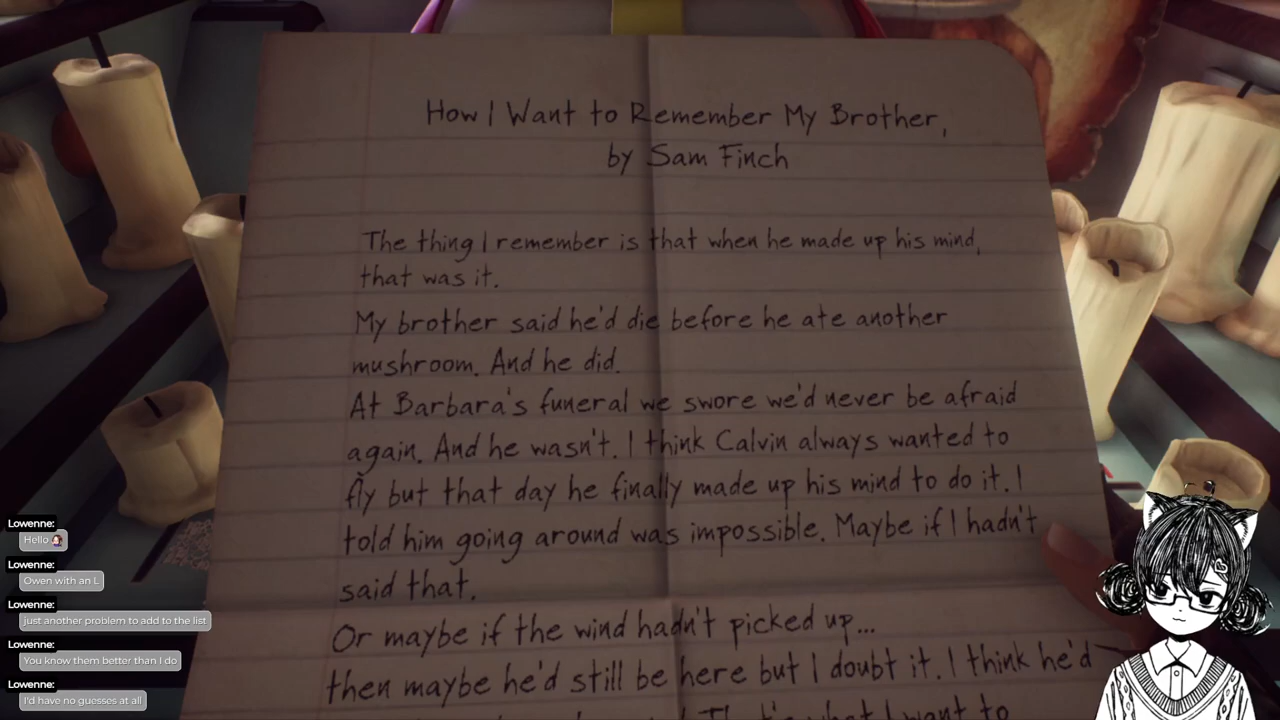 How I Want to Remember My Brother,
by Sam Finch
The thing I remember is that when he made up his mind,
that was it.
My brother said he'd die before he ate another
mushroom. And he did.
At Barbara's funeral we swore we'd never be afraid
again. And he wasn't. I think Calvin always wanted to
fly but that day he finally made up his mind to do it. I
told him going around was impossible. Maybe if I hadn't
said that.
Or maybe if the wind hadn't picked up...
then maybe he'd still be here but I doubt it. I think he'd
That's what I want to
Lowenne:
Hello
Lowenne:
Owen with an L
Lowenne:
just another problem to add to the list
Lowenne:
You know them better than I do
Lowenne:
I'd have no guesses at all